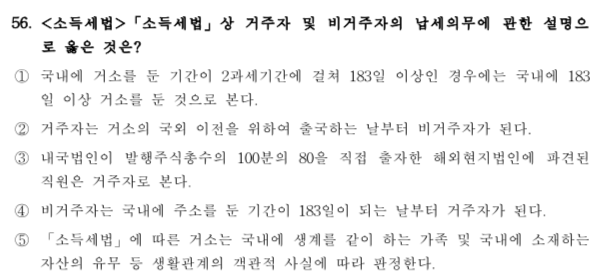 56. <소득세법>「소득세법」상 거주자 및 비거주자의 납세의무에 관한 설명으
로 옳은 것은?
① 국내에 거소를 둔 기간이 2과세기간에 걸쳐 183일 이상인 경우에는 국내에 183
일 이상 거소를 둔 것으로 본다.
② 거주자는 거소의 국외 이전을 위하여 출국하는 날부터 비거주자가 된다.
③ 내국법인이 발행주식총수의 100분의 80을 직접 출자한 해외현지법인에 파견된
직원은 거주자로 본다.
④ 비거주자는 국내에 주소를 둔 기간이 183일이 되는 날부터 거주자가 된다.
⑤ 「소득세법」에 따른 거소는 국내에 생계를 같이 하는 가족 및 국내에 소재하는
자산의 유무 등 생활관계의 객관적 사실에 따라 판정한다.